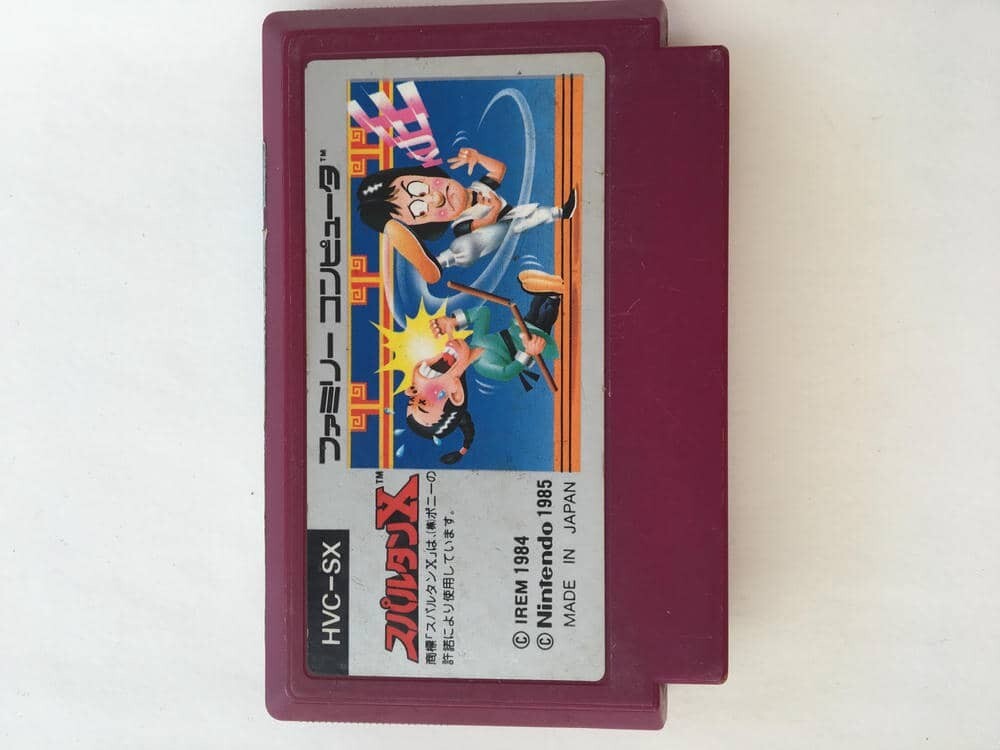 ファミリー コンピュータ™
HVC-SX
スパルタンX™
商標「スパルタンX」は、(株)ポニーの
許諾により使用しています。
© IREM 1984
© Nintendo 1985
MADE IN JAPAN